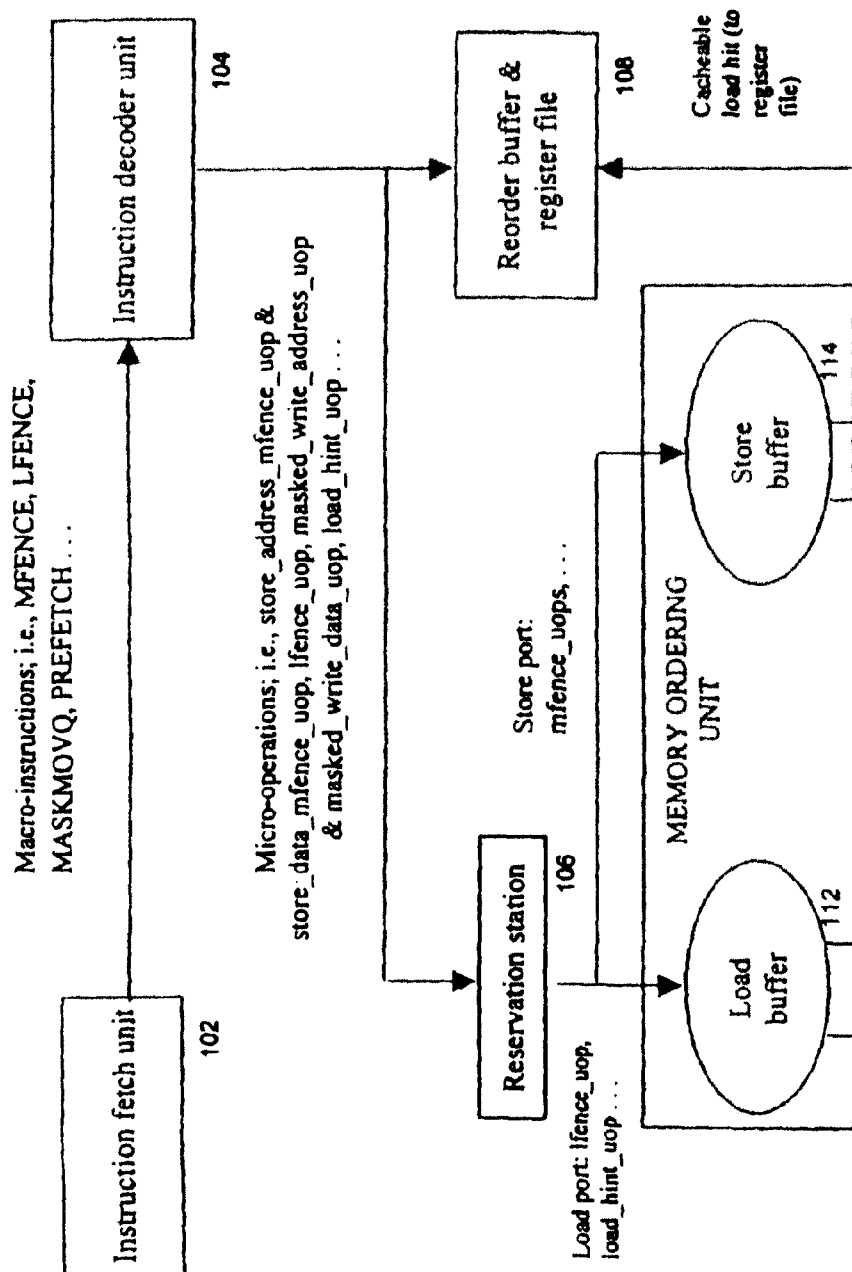 Macro-instructions; i.e., MFENCE, LFENCE,
MASKMOVQ, PREFETCH . . .
Instruction fetch unit
102
Instruction decoder unit
104
Micro-operations; i.e., store_address_mfence_uop &
store_data_mfence_uop, lfence_uop, masked_write_address_uop
& masked_write_data_uop, load_hint_uop . . .
Reservation station
106
Reorder buffer &
register file
108
Load port: lfence_uop,
load_hint_uop . . .
Store port:
mfence_uops, . . .
Cacheable
load hit (to
register
file)
MEMORY ORDERING
UNIT
Load
buffer
112
Store
buffer
114